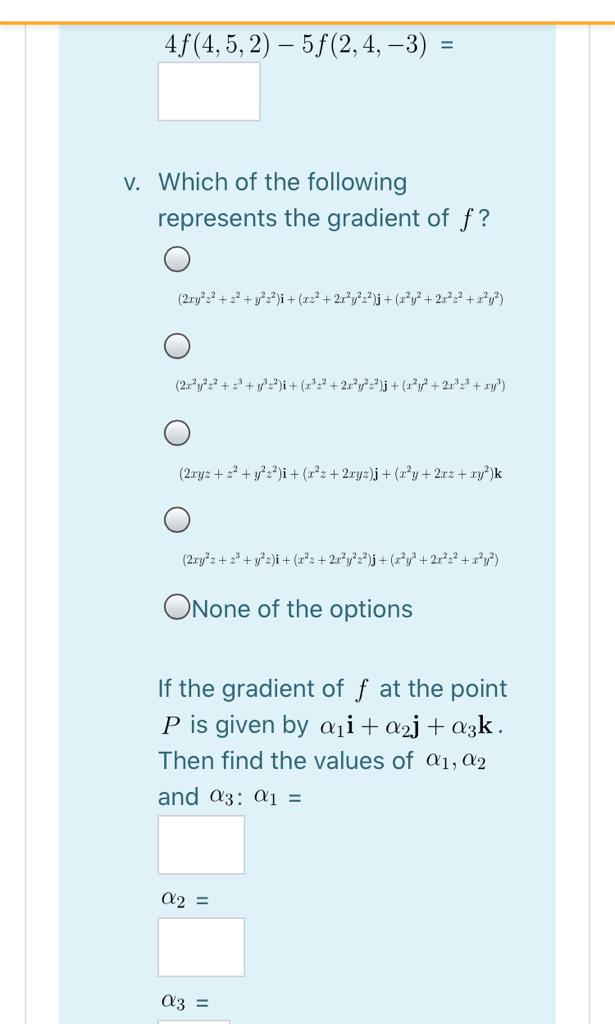 4f(4, 5, 2) − 5f(2, 4, −3) =
v. Which of the following
represents the gradient of f?
(2xy²z² + z² + y²z²)i + (xz² + 2x²y²z²)j + (x²y² + 2x²z² + x²y²)
(2x²y²z² + z³ + y³z²)i + (x³z² + 2x²y²z²)j + (x²y² + 2x³z³ + xy³)
(2xyz + z² + y²z²)i + (x²z + 2xyz)j + (x²y + 2xz + xy²)k
(2xy²z + z³ + y²z)i + (x²z + 2x²y²z²)j + (x²y³ + 2x²z² + x²y²)
None of the options
If the gradient of f at the point
P is given by α₁i + α₂j + α₃k.
Then find the values of α₁, α₂
and α₃: α₁ =
α₂ =
α₃ =